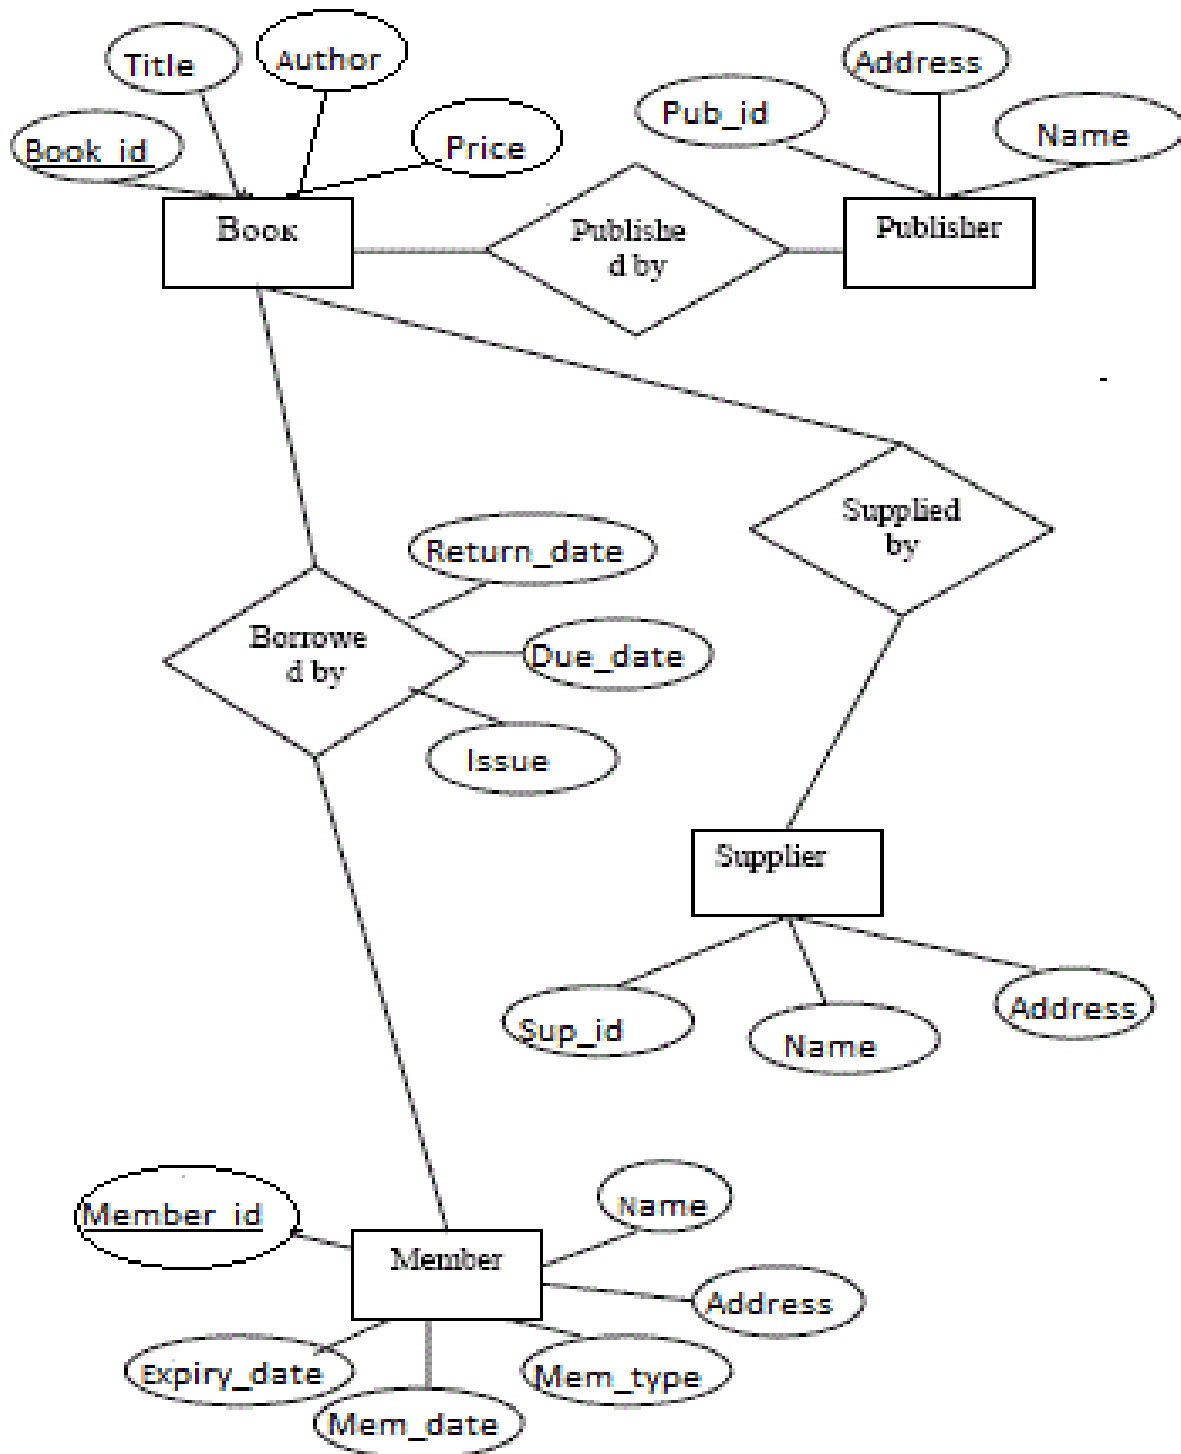 Title
Author
Address
Pub_id
Name
Book_id
Price
Book
Publishe
d by
Publisher
Supplied
by
Return_date
Borrowe
d by
Due_date
Issue
Supplier
Sup_id
Name
Address
Member_id
Name
Member
Address
Expiry_date
Mem_type
Mem_date